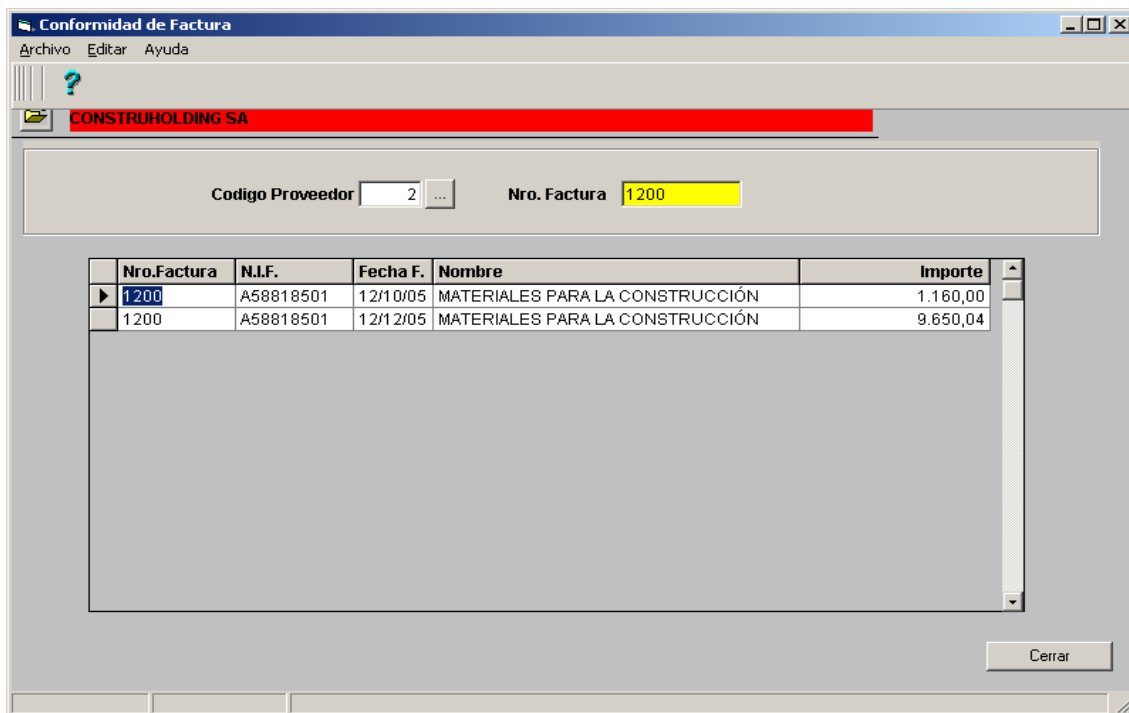 Conformidad de Factura
Archivo Editar Ayuda
?
CONSTRUHOLDING SA
Codigo Proveedor 2 ... Nro. Factura 1200
Nro.Factura N.I.F. Fecha F. Nombre Importe
1200 A58818501 12/10/05 MATERIALES PARA LA CONSTRUCCIÓN 1.160,00
1200 A58818501 12/12/05 MATERIALES PARA LA CONSTRUCCIÓN 9.650,04
Cerrar